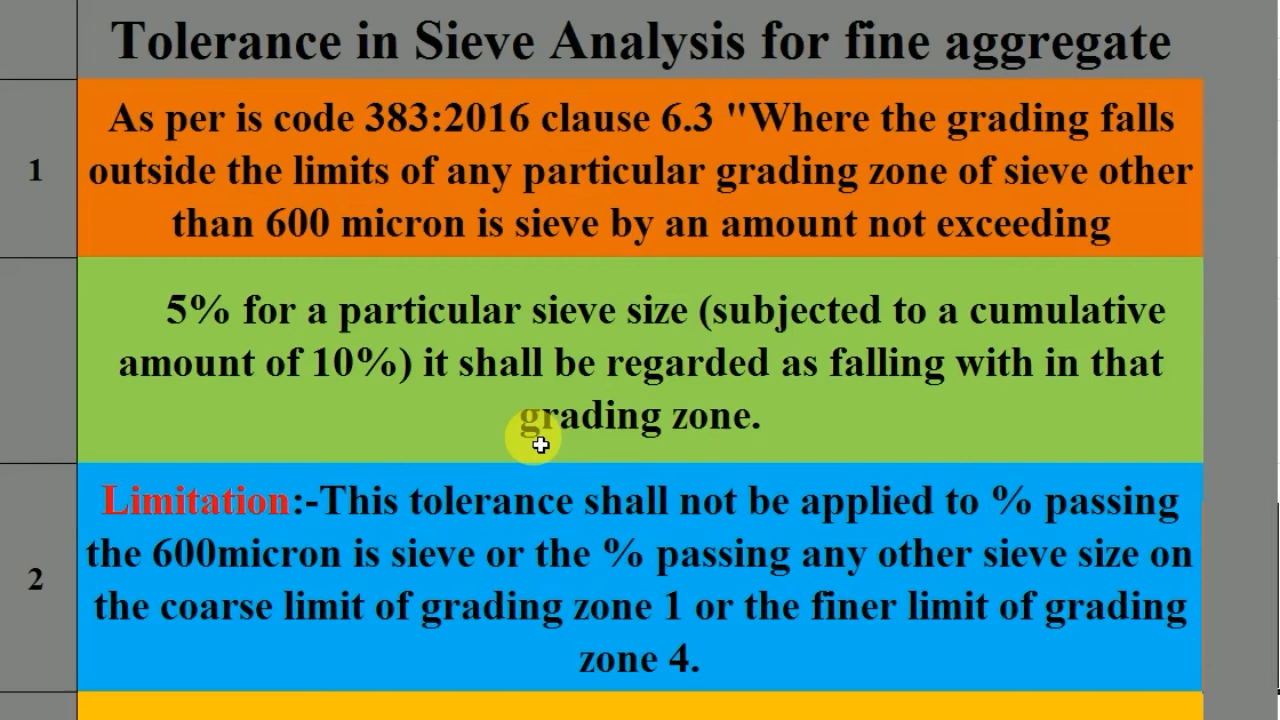 Tolerance in Sieve Analysis for fine aggregate
1
As per is code 383:2016 clause 6.3 "Where the grading falls
outside the limits of any particular grading zone of sieve other
than 600 micron is sieve by an amount not exceeding
5% for a particular sieve size (subjected to a cumulative
amount of 10%) it shall be regarded as falling with in that
grading zone.
2
Limitation:-This tolerance shall not be applied to % passing
the 600micron is sieve or the % passing any other sieve size on
the coarse limit of grading zone 1 or the finer limit of grading
zone 4.